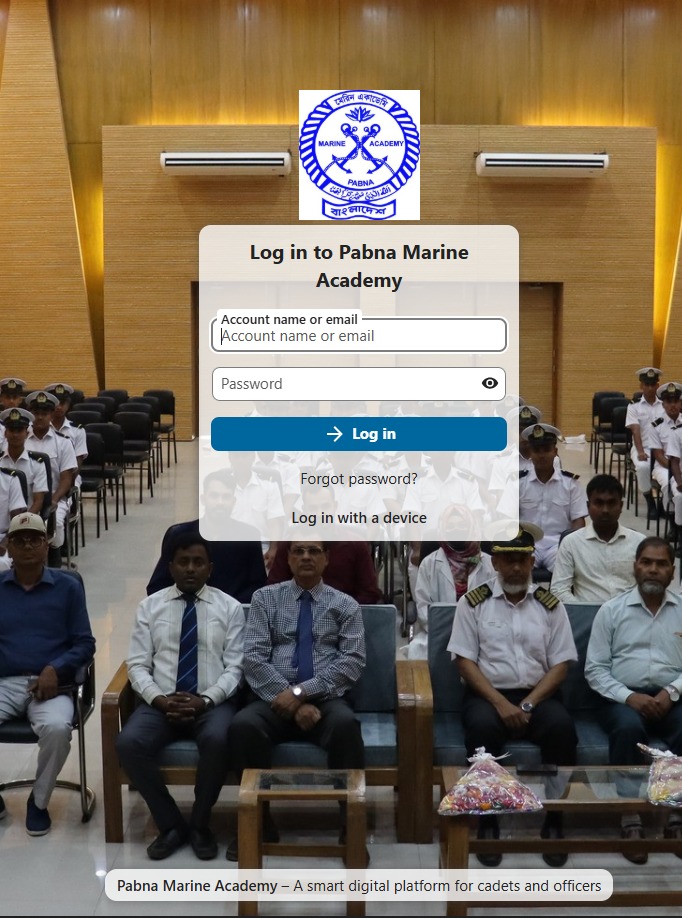 মেরিন একাডেমি
MARINE ACADEMY
PABNA
বাংলাদেশ
Log in to Pabna Marine
Academy
Account name or email
Account name or email
Password
Log in
Forgot password?
Log in with a device
Pabna Marine Academy – A smart digital platform for cadets and officers